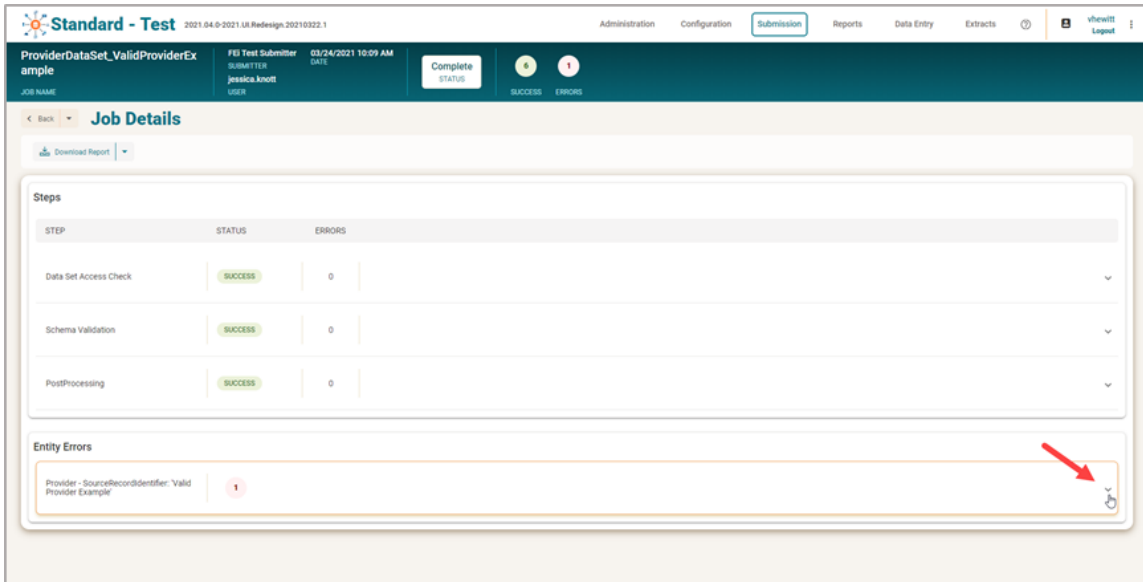 Standard - Test 2021.04.0-2021.UI.Redesign.20210322.1
Administration Configuration Submission Reports Data Entry Extracts
vhewitt
Logout
ProviderDataSet_ValidProviderEx
ample
JOB NAME
FEi Test Submitter
SUBMITTER
jessica.knott
USER
03/24/2021 10:09 AM
DATE
Complete
STATUS
6
SUCCESS
1
ERRORS
Back
Job Details
Download Report
Steps
STEP STATUS ERRORS
Data Set Access Check SUCCESS 0
Schema Validation SUCCESS 0
PostProcessing SUCCESS 0
Entity Errors
Provider - SourceRecordIdentifier: 'Valid
Provider Example'
1